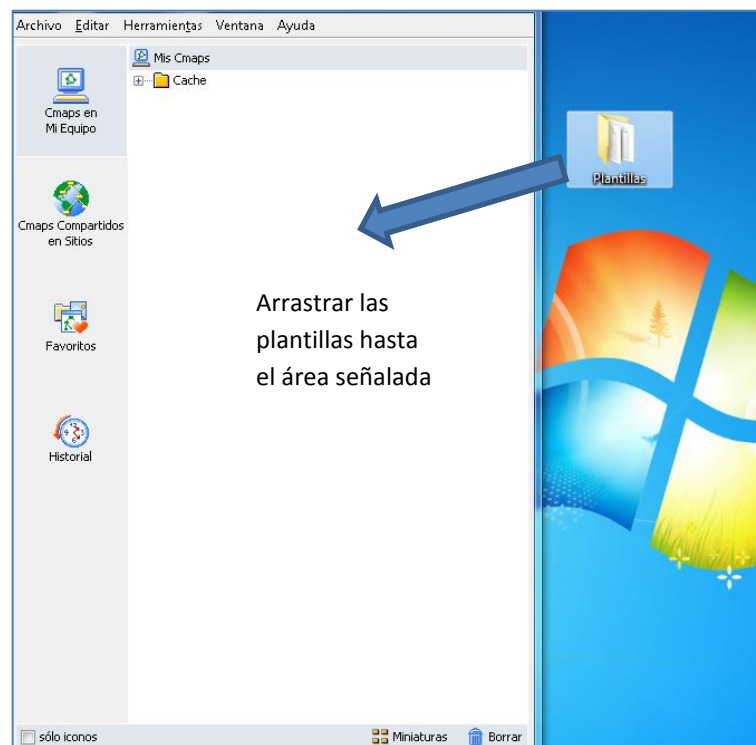 Archivo Editar Herramientas Ventana Ayuda
Mis Cmaps
Cache
Cmaps en
Mi Equipo
Plantillas
Cmaps Compartidos
en Sitios
Arrastrar las
plantillas hasta
el área señalada
Favoritos
Historial
sólo iconos
Miniaturas
Borrar